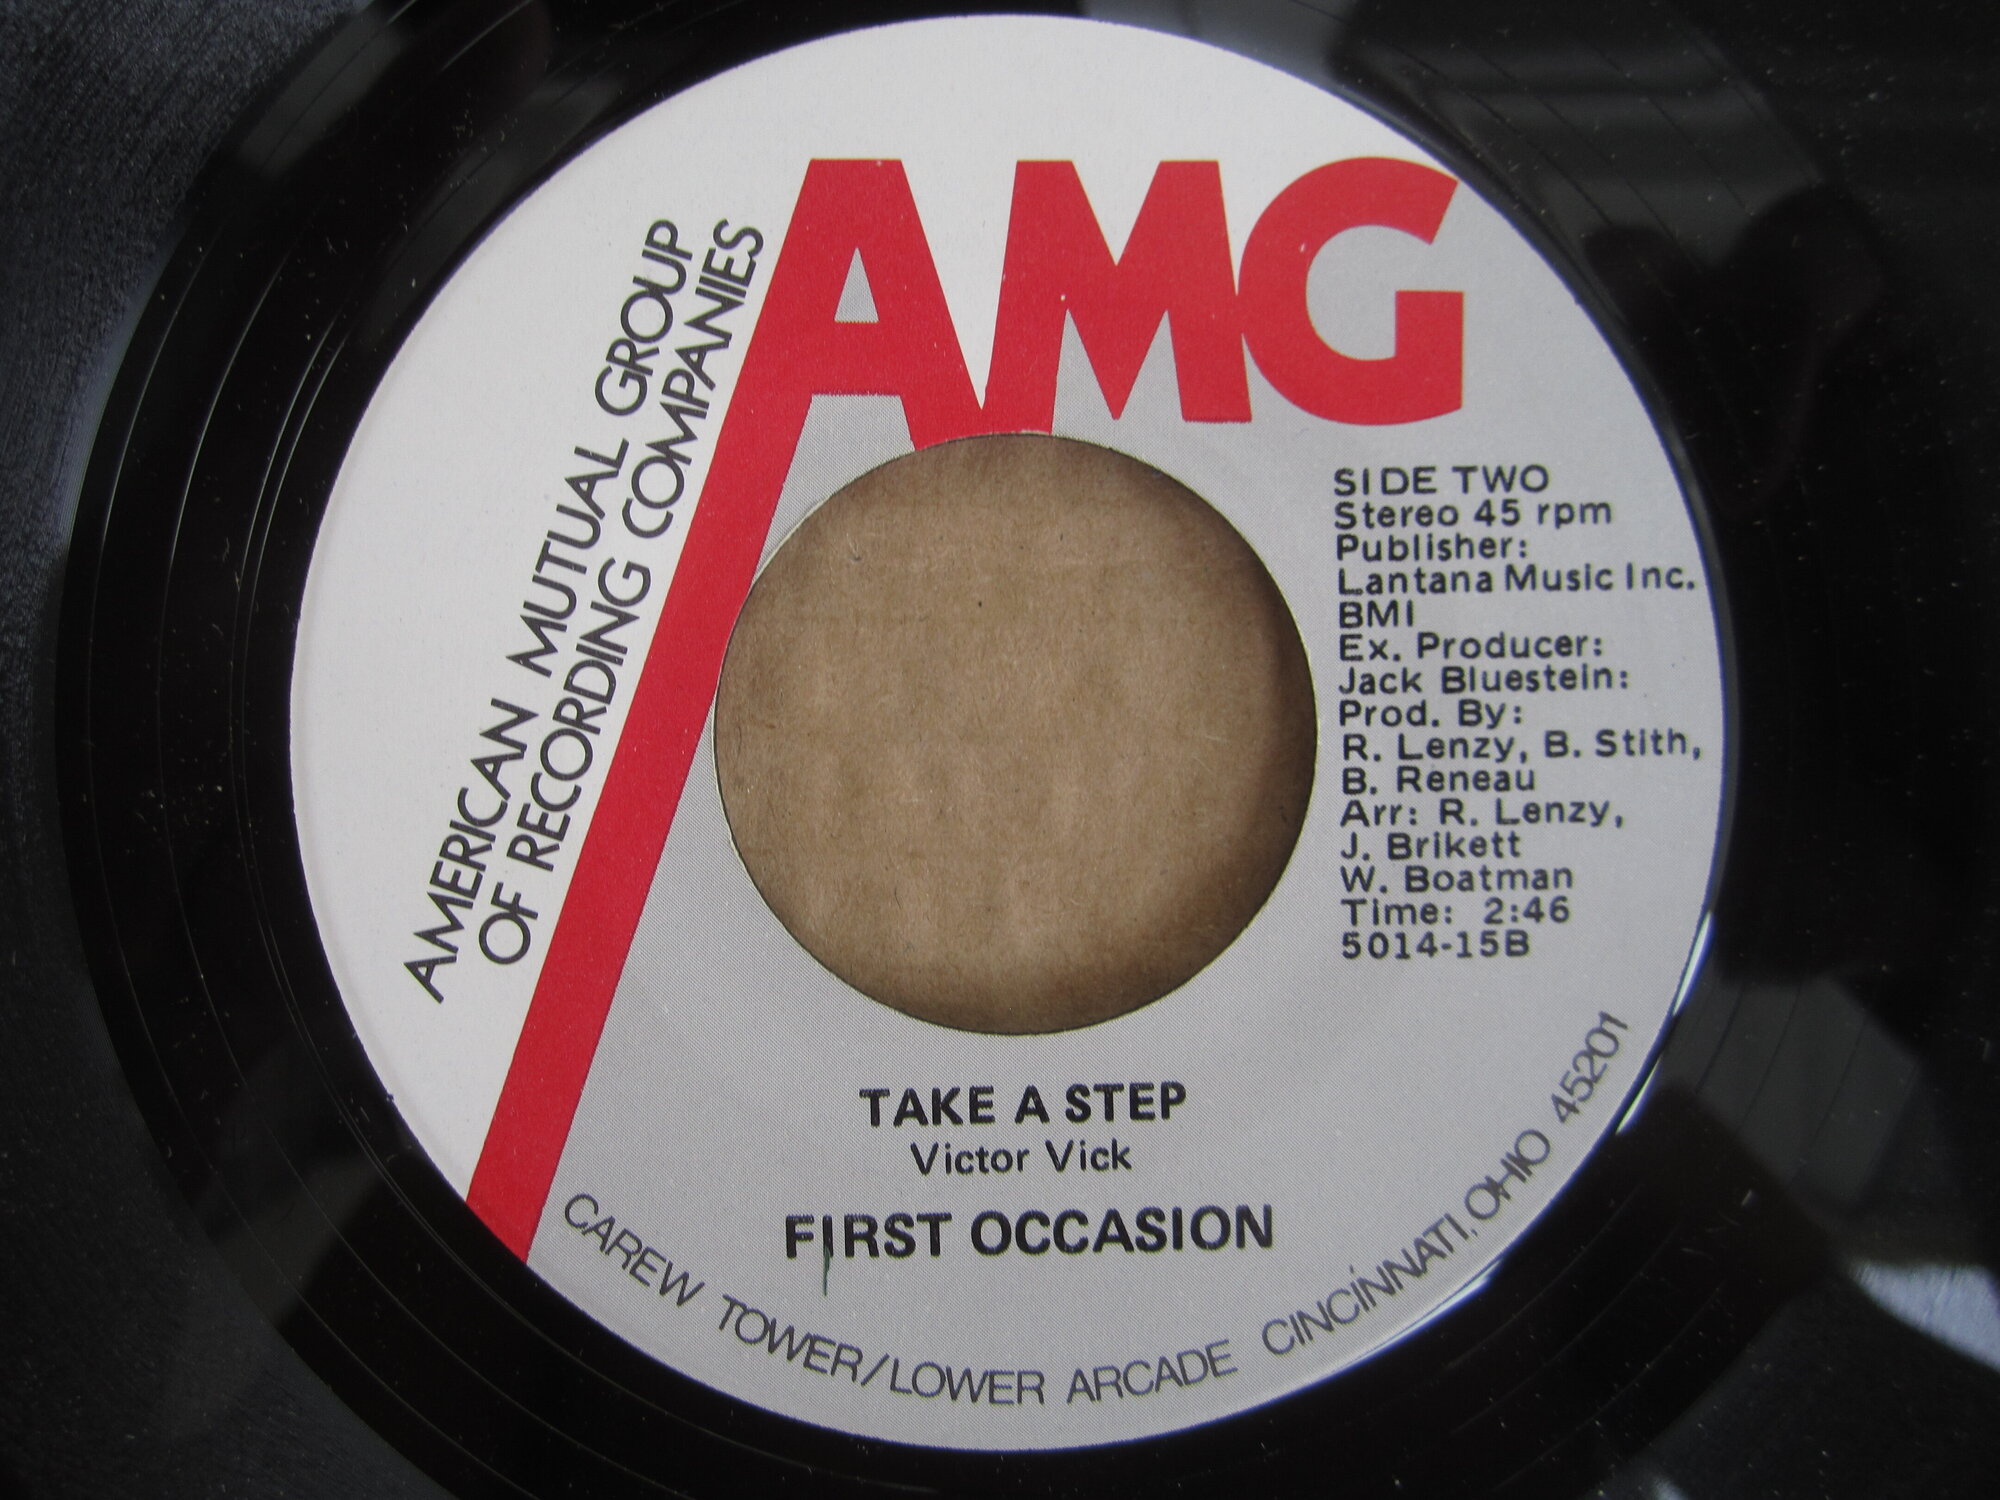 AMG
AMERICAN MUTUAL GROUP
OF RECORDING COMPANIES
SIDE TWO
Stereo 45 rpm
Publisher:
Lantana Music Inc.
BMI
Ex. Producer:
Jack Bluestein:
Prod. By:
R. Lenzy, B. Stith,
B. Reneau
Arr: R. Lenzy,
J. Brikett
W. Boatman
Time: 2:46
5014-15B
TAKE A STEP
Victor Vick
FIRST OCCASION
CAREW TOWER/LOWER ARCADE CINCINNATI, OHIO 45201